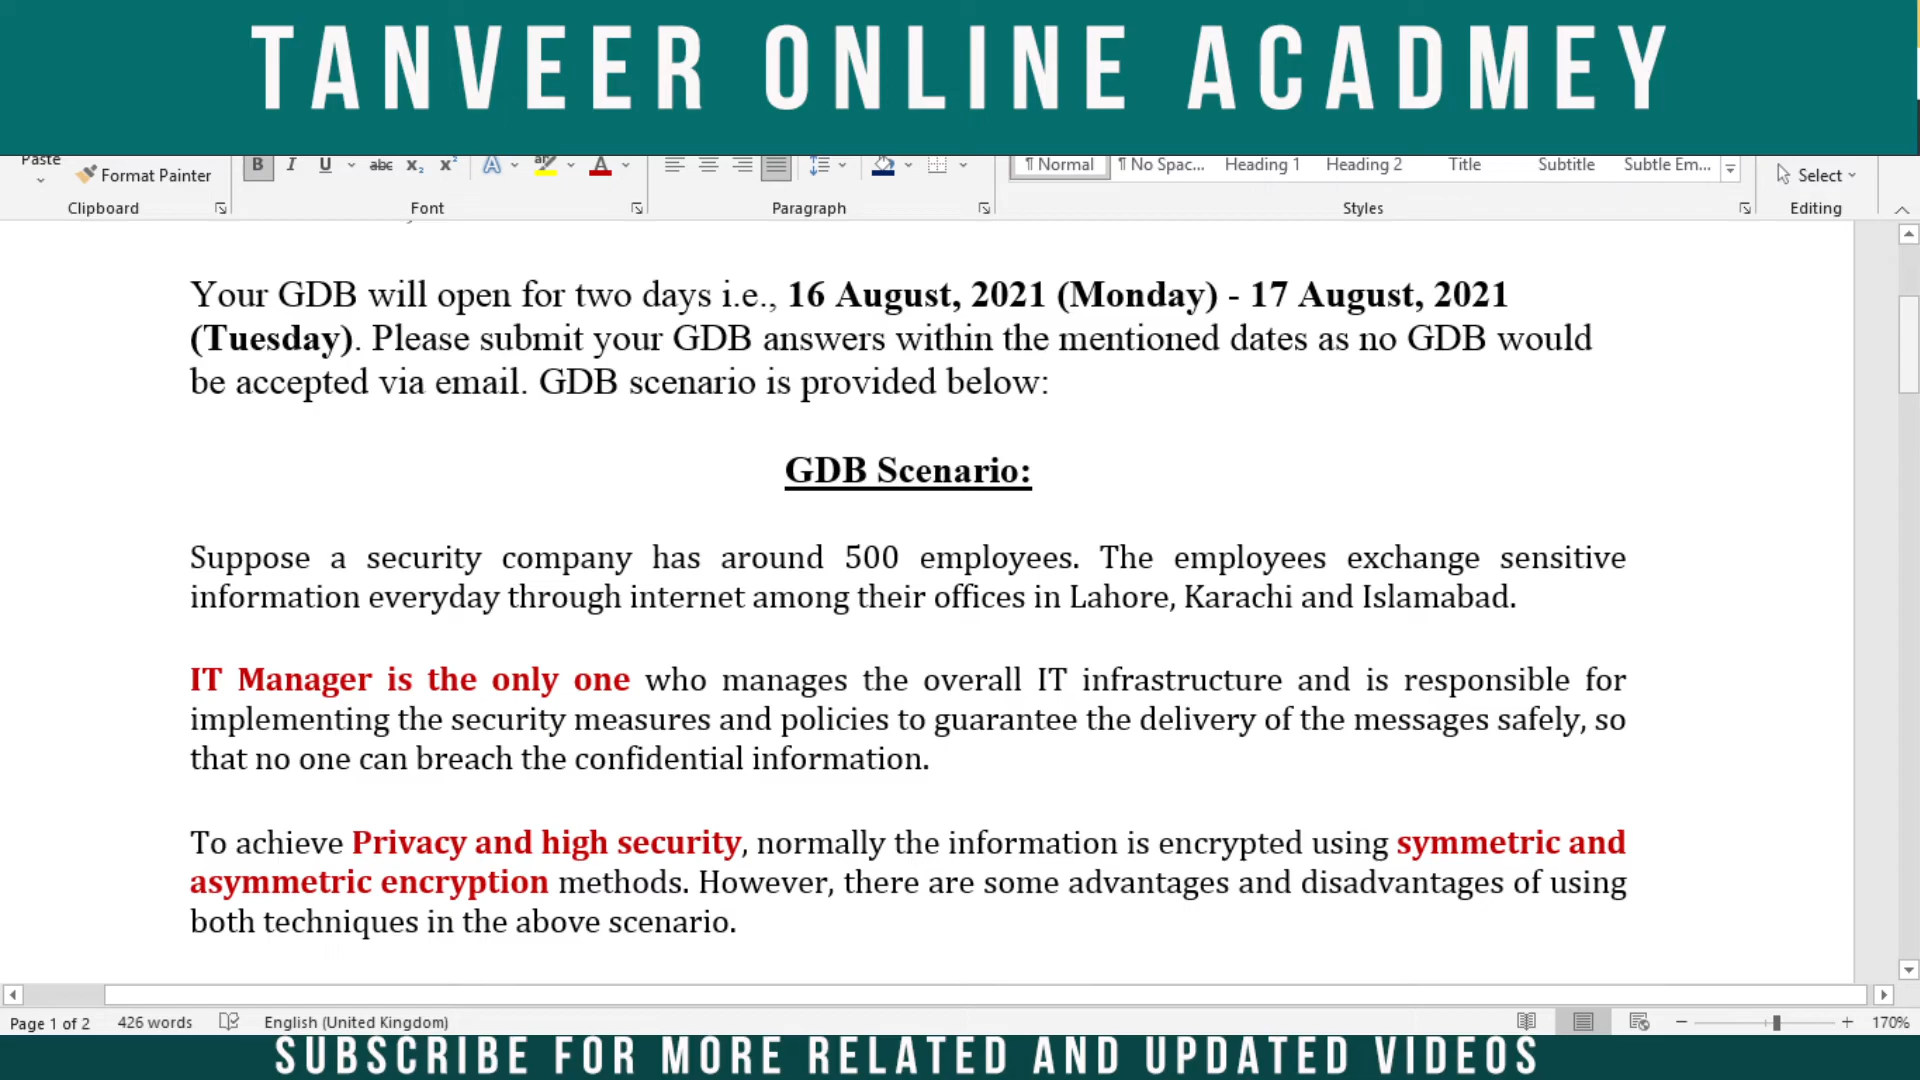 TANVEER ONLINE ACADMEY
Paste
Format Painter
B I U abc x₂ x² A A
¶ Normal ¶ No Spac... Heading 1 Heading 2 Title Subtitle Subtle Em...
Select
Clipboard Font Paragraph Styles Editing
Your GDB will open for two days i.e., 16 August, 2021 (Monday) - 17 August, 2021
(Tuesday). Please submit your GDB answers within the mentioned dates as no GDB would
be accepted via email. GDB scenario is provided below:
GDB Scenario:
Suppose a security company has around 500 employees. The employees exchange sensitive
information everyday through internet among their offices in Lahore, Karachi and Islamabad.
IT Manager is the only one who manages the overall IT infrastructure and is responsible for
implementing the security measures and policies to guarantee the delivery of the messages safely, so
that no one can breach the confidential information.
To achieve Privacy and high security, normally the information is encrypted using symmetric and
asymmetric encryption methods. However, there are some advantages and disadvantages of using
both techniques in the above scenario.
Page 1 of 2 426 words English (United Kingdom) 170%
SUBSCRIBE FOR MORE RELATED AND UPDATED VIDEOS